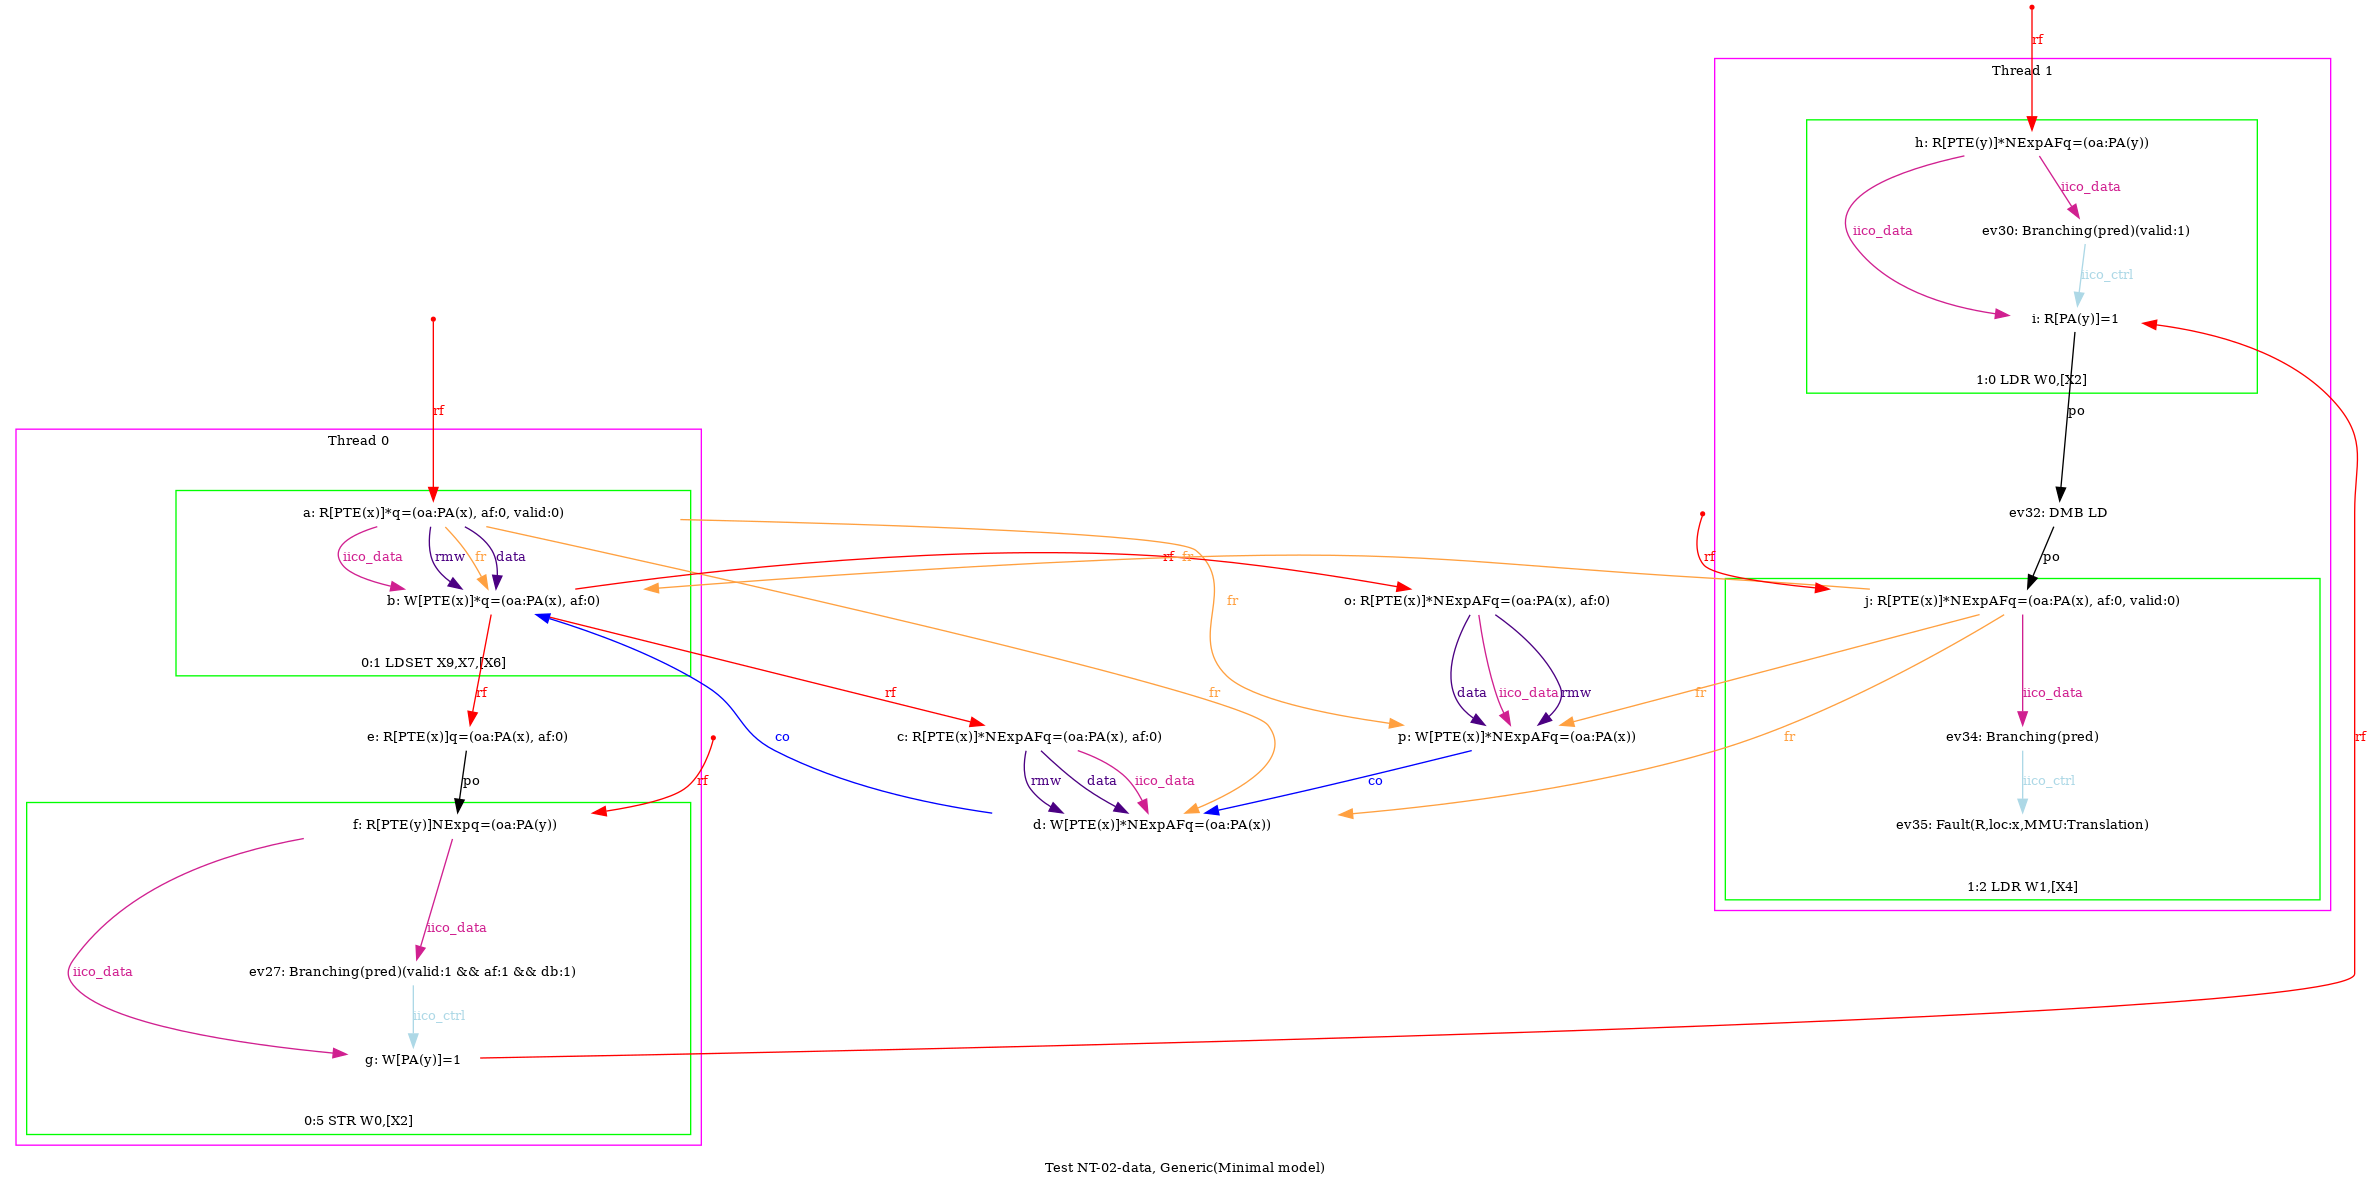 rf
Thread 1
h: R[PTE(y)]*NExpAFq=(oa:PA(y))
iico_data
iico_data
ev30: Branching(pred)(valid:1)
iico_ctrl
i: R[PA(y)]=1
1:0 LDR W0,[X2]
po
rf
Thread 0
a: R[PTE(x)]*q=(oa:PA(x), af:0, valid:0)
ev32: DMB LD
iico_data
rmw
fr
data
rf
fr
rf
po
b: W[PTE(x)]*q=(oa:PA(x), af:0)
fr
o: R[PTE(x)]*NExpAFq=(oa:PA(x), af:0)
j: R[PTE(x)]*NExpAFq=(oa:PA(x), af:0, valid:0)
0:1 LDSET X9,X7,[X6]
rf
rf
fr
data
iico_data
rmw
fr
iico_data
e: R[PTE(x)]q=(oa:PA(x), af:0)
co
c: R[PTE(x)]*NExpAFq=(oa:PA(x), af:0)
p: W[PTE(x)]*NExpAFq=(oa:PA(x))
fr
ev34: Branching(pred)
rf
po
rf
rmw
data
iico_data
co
iico_ctrl
f: R[PTE(y)]NExpq=(oa:PA(y))
d: W[PTE(x)]*NExpAFq=(oa:PA(x))
ev35: Fault(R,loc:x,MMU:Translation)
1:2 LDR W1,[X4]
iico_data
iico_data
ev27: Branching(pred)(valid:1 && af:1 && db:1)
iico_ctrl
g: W[PA(y)]=1
0:5 STR W0,[X2]
Test NT-02-data, Generic(Minimal model)